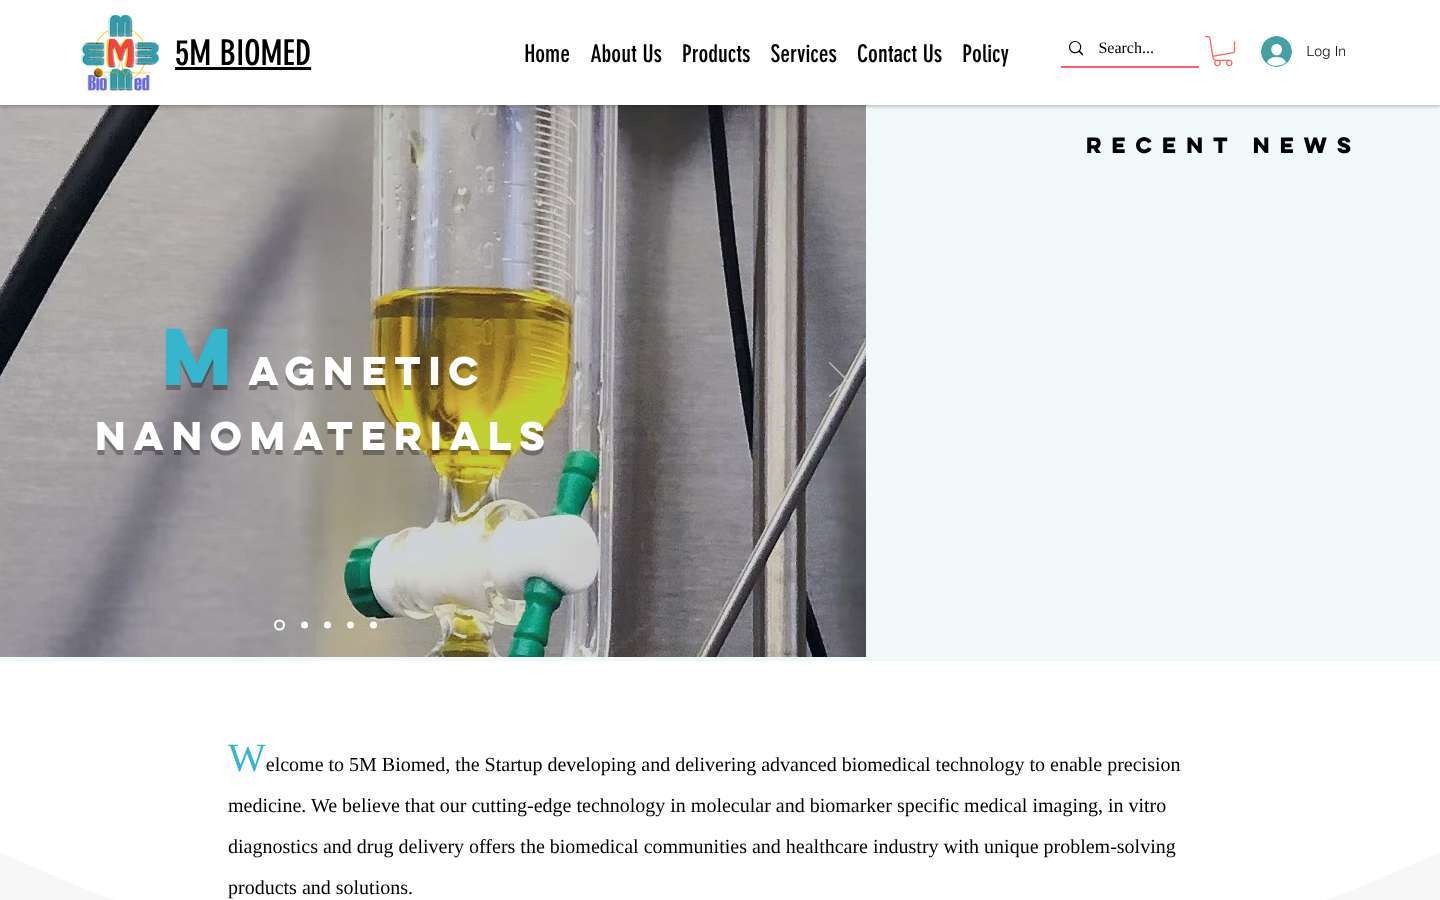 5M BIOMED
Home About Us Products Services Contact Us Policy
Search...
Log In
Bio Med
RECENT NEWS
MAGNETIC
NANOMATERIALS
Welcome to 5M Biomed, the Startup developing and delivering advanced biomedical technology to enable precision
medicine. We believe that our cutting-edge technology in molecular and biomarker specific medical imaging, in vitro
diagnostics and drug delivery offers the biomedical communities and healthcare industry with unique problem-solving
products and solutions.